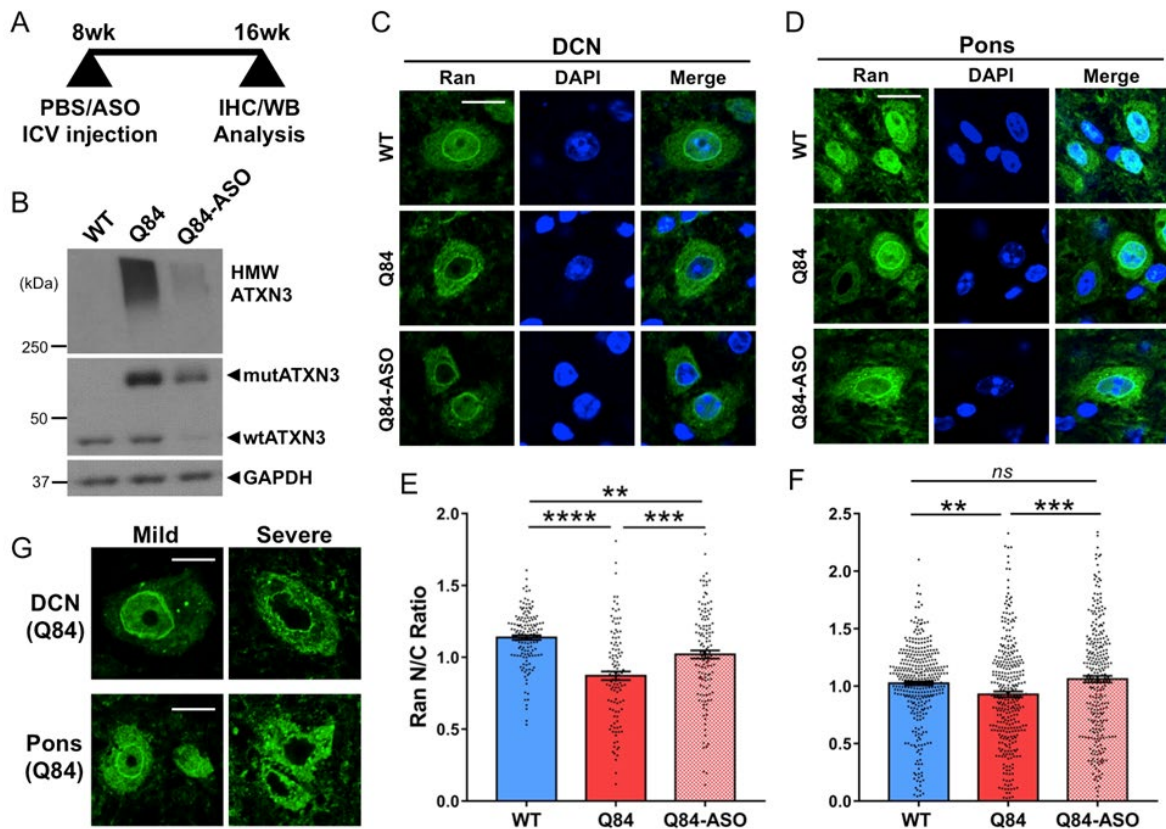 A
8wk 16wk
PBS/ASO
ICV injection
IHC/WB
Analysis
B
WT Q84 Q84-ASO
(kDa)
HMW
ATXN3
250
mutATXN3
50
wtATXN3
37
GAPDH
C
DCN
Ran DAPI Merge
WT
Q84
Q84-ASO
D
Pons
Ran DAPI Merge
WT
Q84
Q84-ASO
E
**
**** ***
Ran N/C Ratio
2.0
1.5
1.0
0.5
0.0
WT Q84 Q84-ASO
F
ns
** ***
2.5
2.0
1.5
1.0
0.5
0.0
WT Q84 Q84-ASO
G
Mild Severe
DCN
(Q84)
Pons
(Q84)